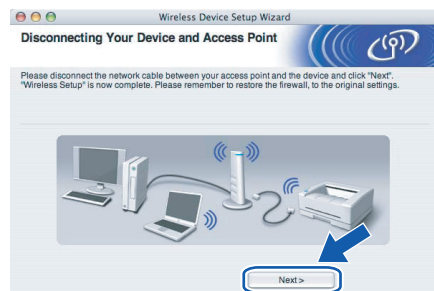 Wireless Device Setup Wizard
Disconnecting Your Device and Access Point
Please disconnect the network cable between your access point and the device and click "Next".
"Wireless Setup" is now complete. Please remember to restore the firewall, to the original settings.
Next >